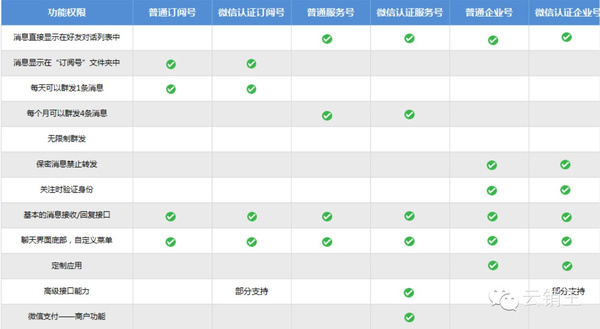 功能权限 普通订阅号 微信认证订阅号 普通服务号 微信认证服务号 普通企业号 微信认证企业号
消息直接显示在好友对话列表中
消息显示在“订阅号”文件夹中
每天可以群发1条消息
每个月可以群发4条消息
无限制群发
保密消息禁止转发
关注时验证身份
基本的消息接收/回复接口
聊天界面底部，自定义菜单
定制应用
高级接口能力 部分支持 部分支持
微信支付——商户功能
云销王